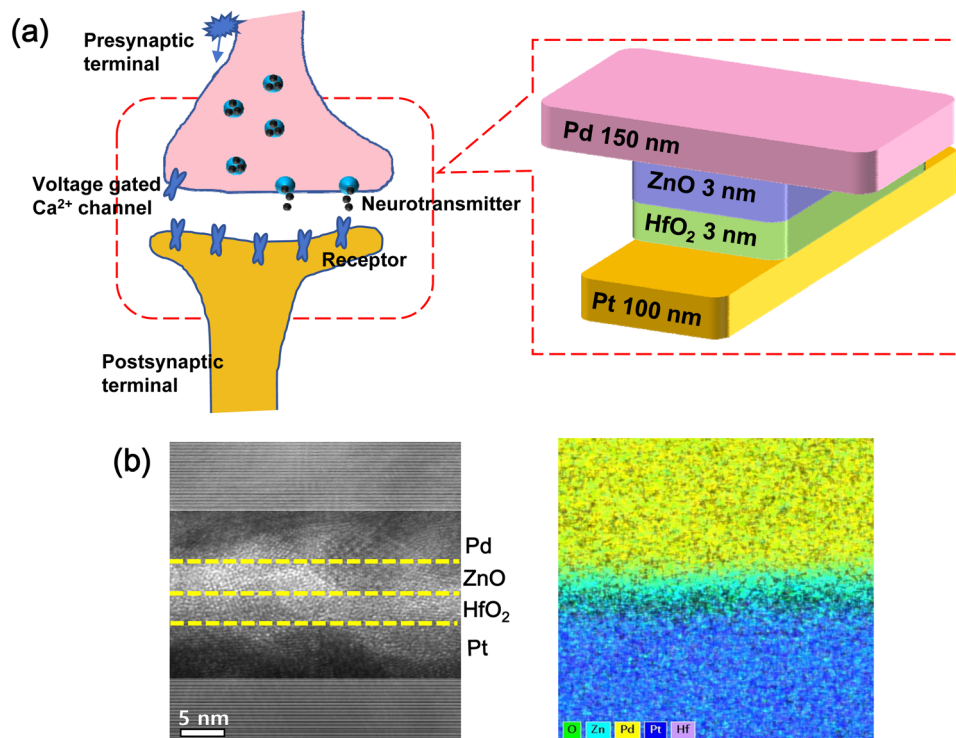 (a)
Presynaptic
terminal
Voltage gated
Ca²⁺ channel
Neurotransmitter
Receptor
Postsynaptic
terminal
Pd 150 nm
ZnO 3 nm
HfO₂ 3 nm
Pt 100 nm
(b)
Pd
ZnO
HfO₂
Pt
5 nm
O Zn Pd Pt Hf